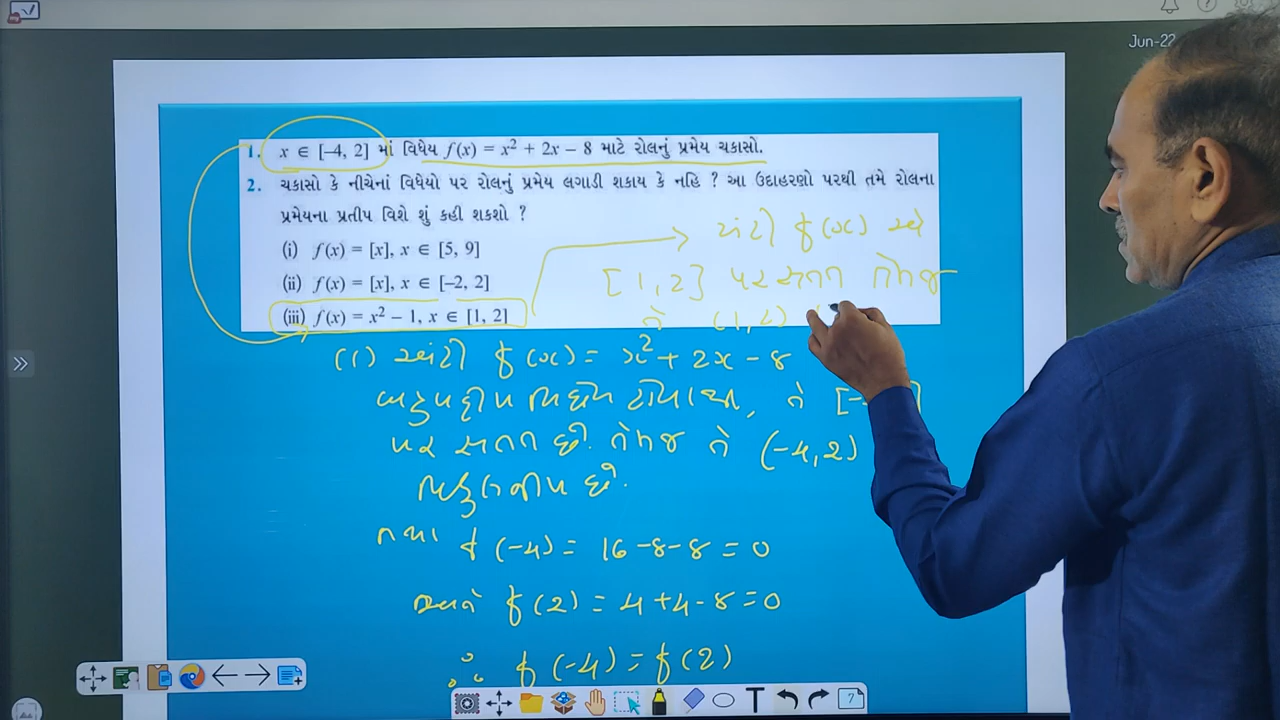 Jun-22
1. x ∈ [–4, 2] માં વિધેય f(x) = x² + 2x – 8 માટે રોલનું પ્રમેય ચકાસો.
2. ચકાસો કે નીચેનાં વિધેયો પર રોલનું પ્રમેય લગાડી શકાય કે નહિ ? આ ઉદાહરણો પરથી તમે રોલના
પ્રમેયના પ્રતીપ વિશે શું કહી શકશો ?
(i) f(x) = [x], x ∈ [5, 9]
(ii) f(x) = [x], x ∈ [–2, 2]
(iii) f(x) = x² – 1, x ∈ [1, 2]
અહીં f(x) એ
[1,2] પર સતત તેમજ
તે (1,2)
(1) અહીં f(x) = x² + 2x – 8
બહુપદીય વિધેય હોવાથી, તે [-
પર સતત છે. તેમજ તે (–4,2)
વિકલનીય છે.
તથા f(–4) = 16–8–8 = 0
અને f(2) = 4+4–8 = 0
∴ f(–4) = f(2)
T
7